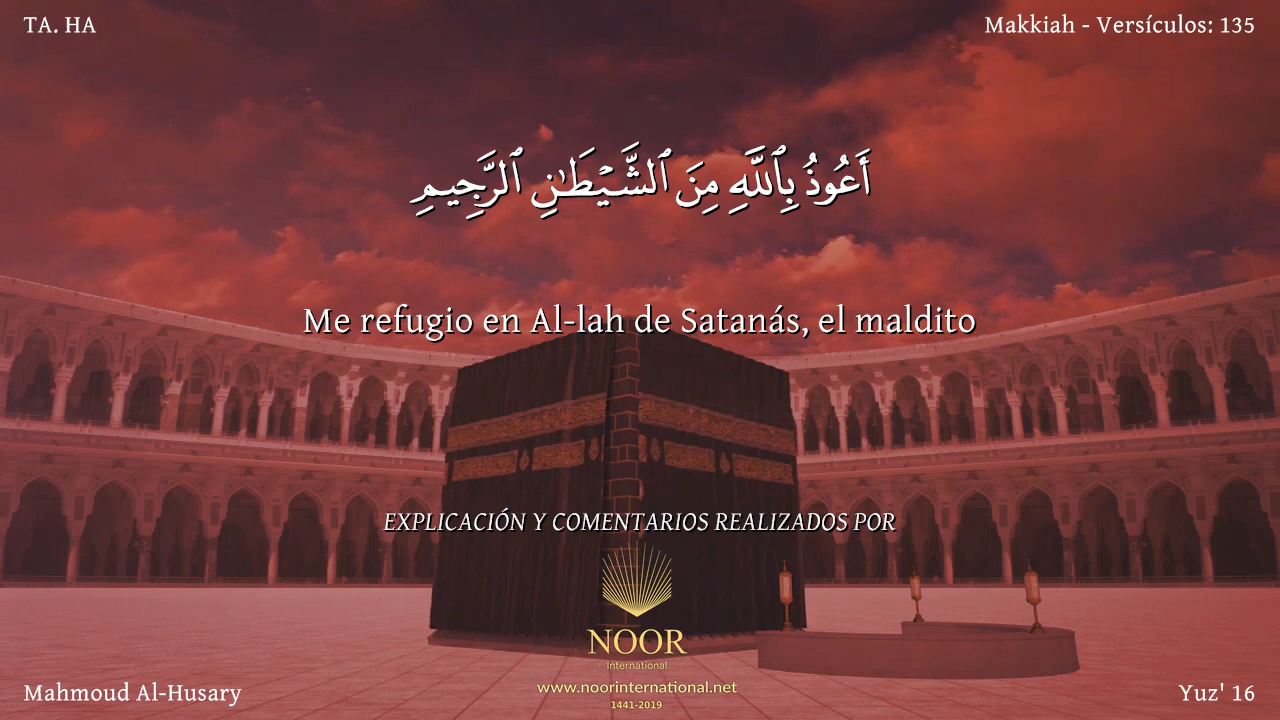 TA. HA
Makkiah - Versículos: 135
أَعُوذُ بِٱللَّهِ مِنَ ٱلشَّيْطَـٰنِ ٱلرَّجِيمِ
Me refugio en Al-lah de Satanás, el maldito
EXPLICACIÓN Y COMENTARIOS REALIZADOS POR
NOOR
International
www.noorinternational.net
1441-2019
Mahmoud Al-Husary
Yuz' 16